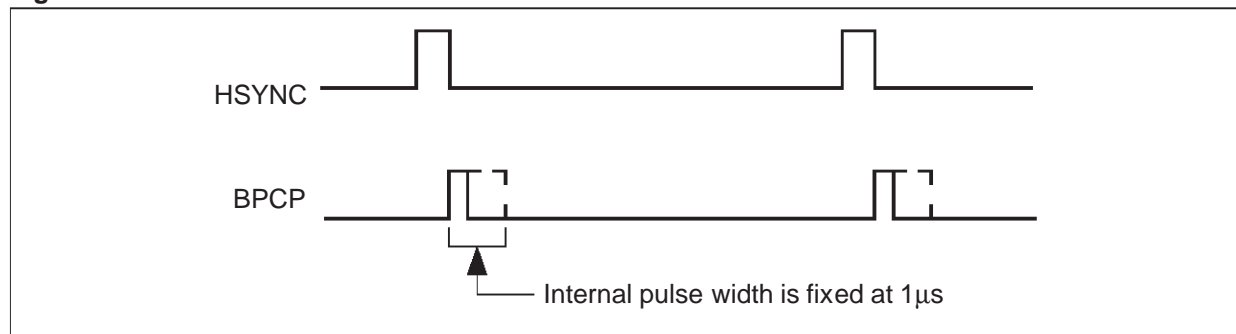 HSYNC
BPCP
Internal pulse width is fixed at 1μs